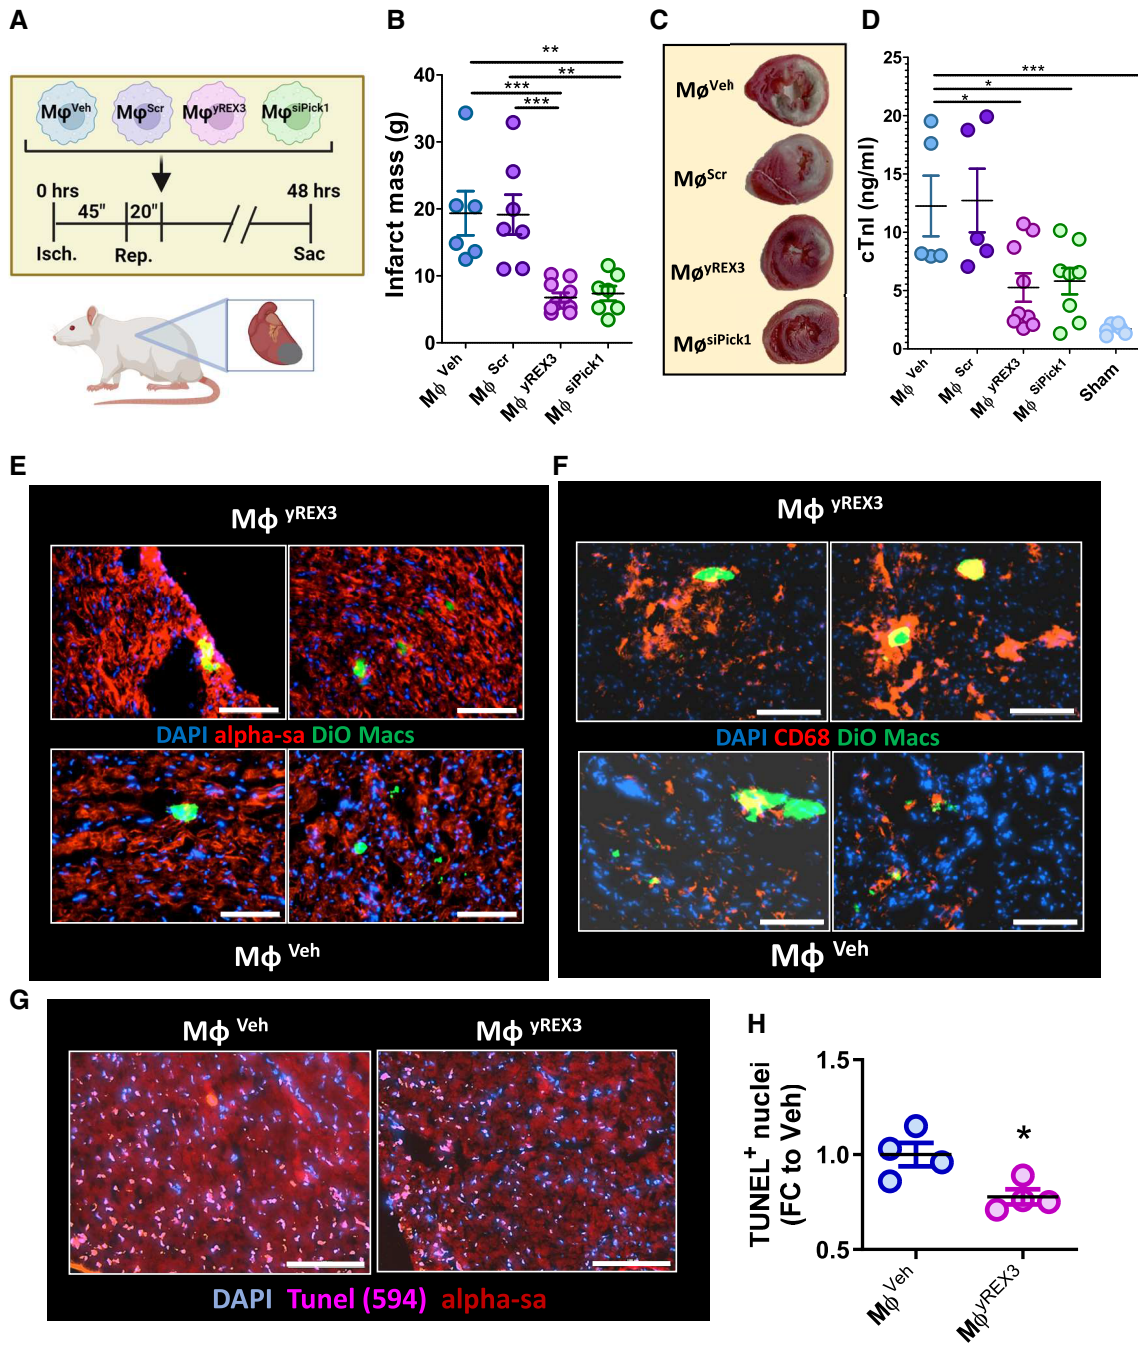 A
Mφ Veh
Mφ Scr
Mφ yREX3
Mφ siPick1
0 hrs
48 hrs
45"
20"
Isch.
Rep.
Sac
B
Infarct mass (g)
40
30
20
10
0
**
**
***
***
Mϕ Veh
Mϕ Scr
Mϕ yREX3
Mϕ siPick1
C
Mø Veh
Mø Scr
Mø yREX3
Mø siPick1
D
cTnI (ng/ml)
25
20
15
10
5
0
***
*
*
Mϕ Veh
Mϕ Scr
Mϕ yREX3
Mϕ SiPick1
Sham
E
Mϕ yREX3
DAPI alpha-sa DiO Macs
Mϕ Veh
F
Mϕ yREX3
DAPI CD68 DiO Macs
Mϕ Veh
G
Mϕ Veh
Mϕ yREX3
DAPI Tunel (594) alpha-sa
H
TUNEL+ nuclei
(FC to Veh)
1.5
1.0
0.5
*
Mϕ Veh
Mϕ yREX3